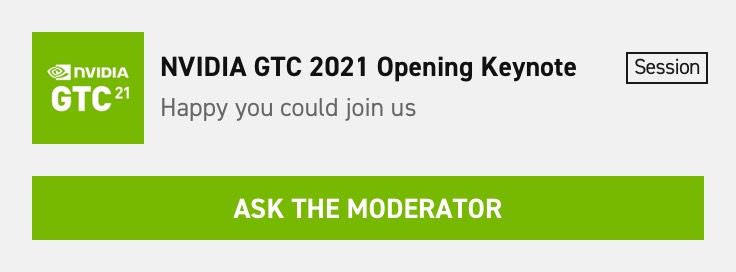 NVIDIA
GTC 21
NVIDIA GTC 2021 Opening Keynote
Session
Happy you could join us
ASK THE MODERATOR